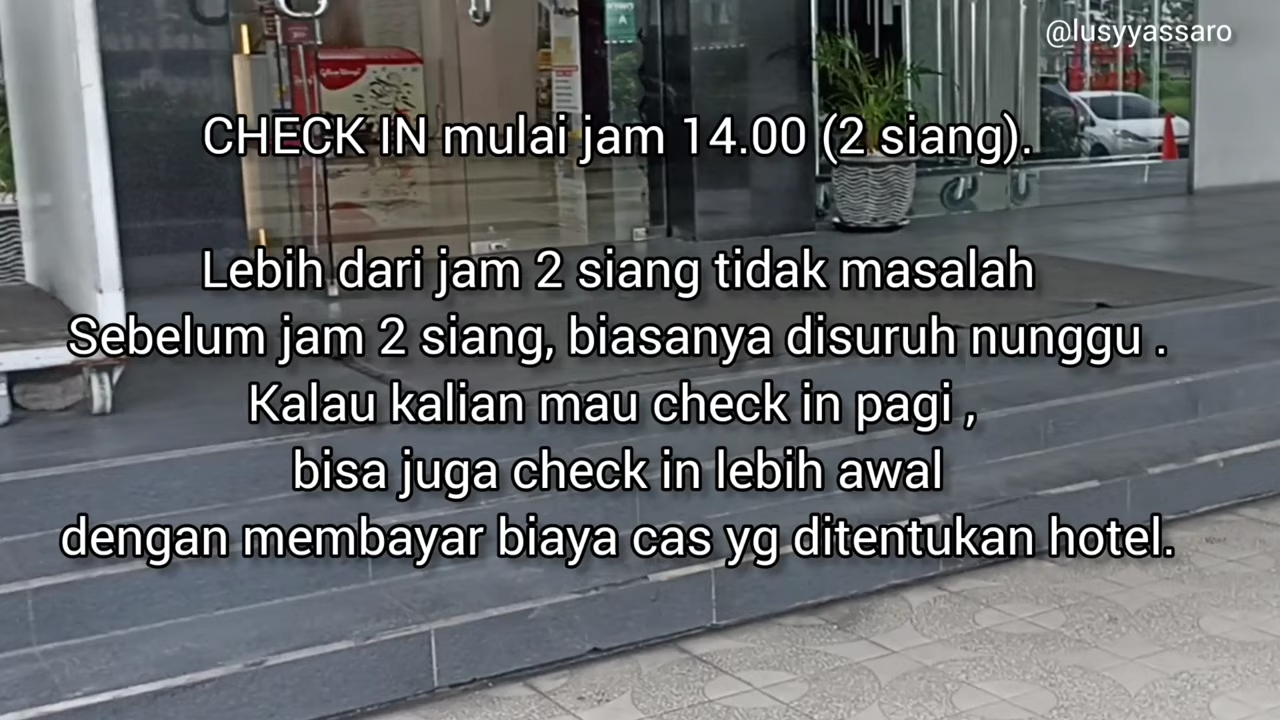 @lusyyassaro
CHECK IN mulai jam 14.00 (2 siang).
Lebih dari jam 2 siang tidak masalah
Sebelum jam 2 siang, biasanya disuruh nunggu .
Kalau kalian mau check in pagi ,
bisa juga check in lebih awal
dengan membayar biaya cas yg ditentukan hotel.